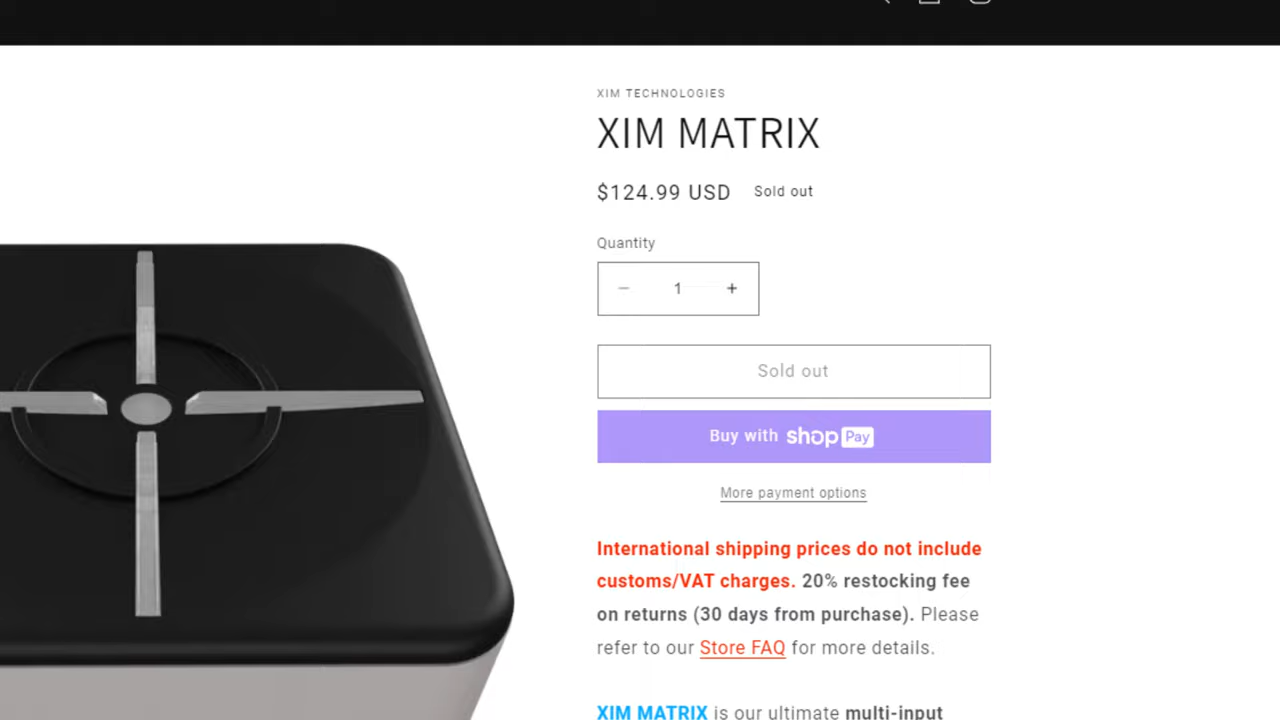 XIM TECHNOLOGIES
XIM MATRIX
$124.99 USD Sold out
Quantity
− 1 +
Sold out
Buy with shop Pay
More payment options
International shipping prices do not include
customs/VAT charges. 20% restocking fee
on returns (30 days from purchase). Please
refer to our Store FAQ for more details.
XIM MATRIX is our ultimate multi-input